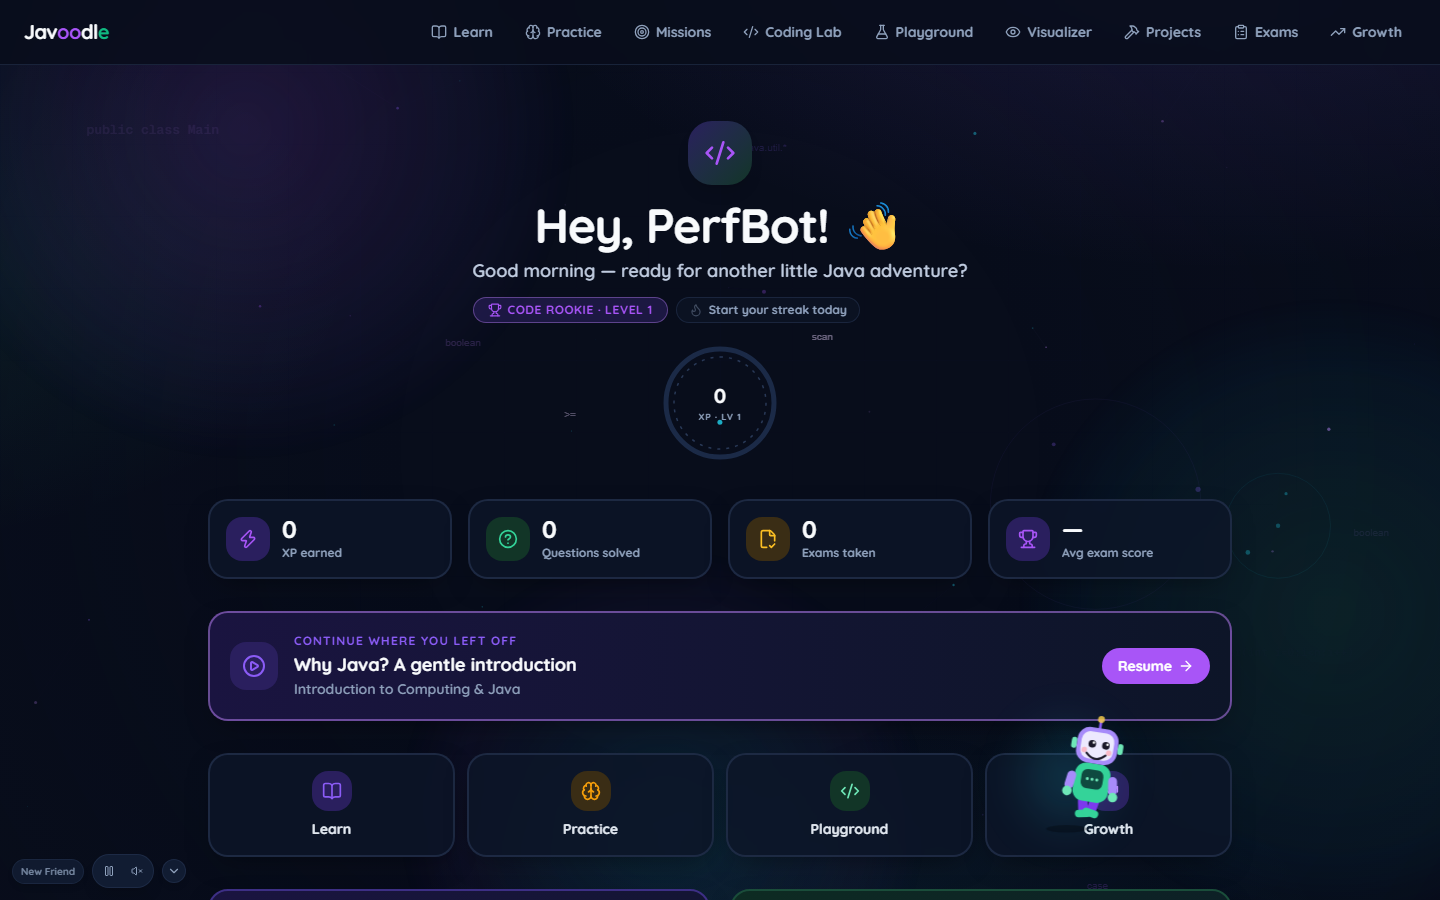 Javoodle
Learn
Practice
Missions
Coding Lab
Playground
Visualizer
Projects
Exams
Growth
public class Main
Hey, PerfBot!
Good morning — ready for another little Java adventure?
CODE ROOKIE · LEVEL 1
Start your streak today
scan
boolean
0
XP · LV 1
>=
0
XP earned
0
Questions solved
0
Exams taken
—
Avg exam score
boolean
CONTINUE WHERE YOU LEFT OFF
Why Java? A gentle introduction
Introduction to Computing & Java
Resume
Learn
Practice
Playground
Growth
New Friend
case